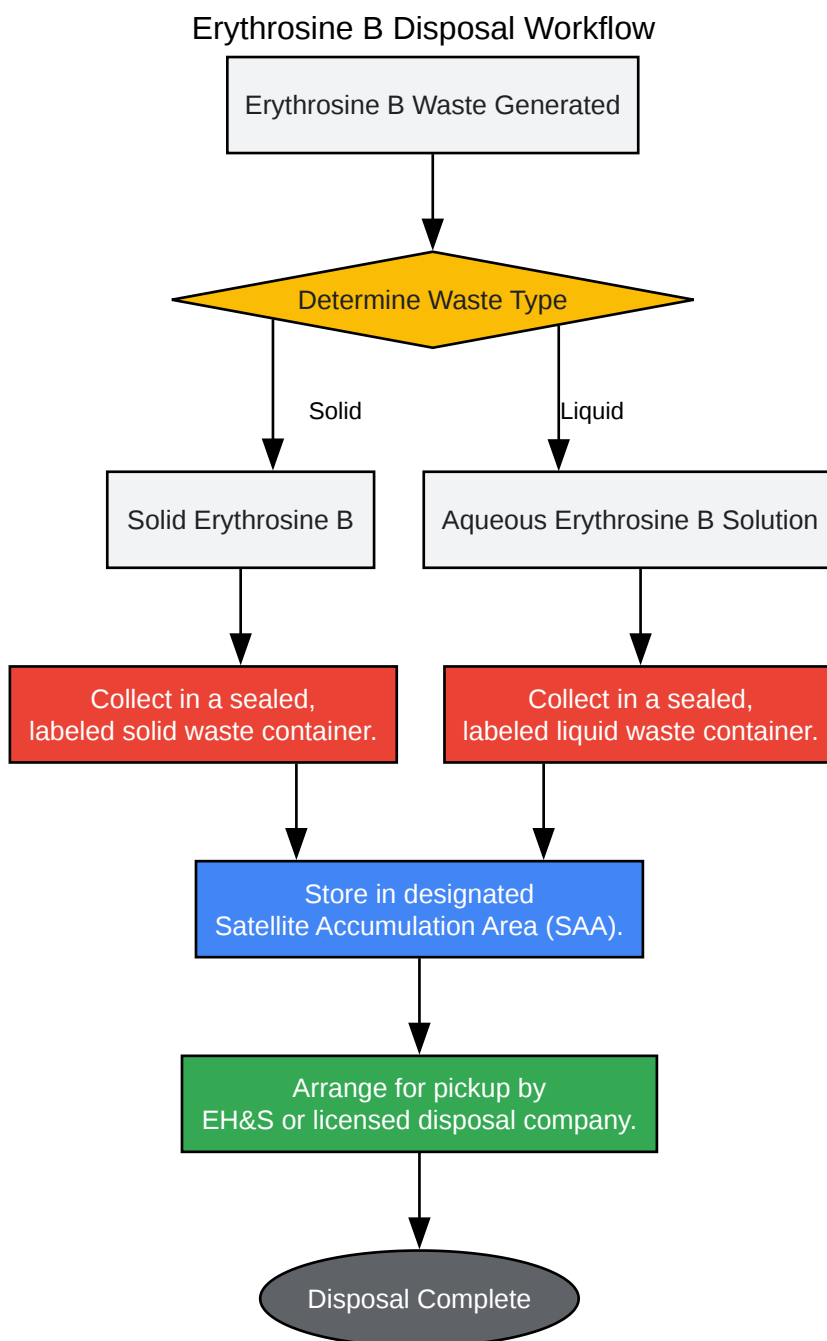 Erythrosine B Disposal Workflow
Erythrosine B Waste Generated
Determine Waste Type
Solid
Liquid
Solid Erythrosine B
Aqueous Erythrosine B Solution
Collect in a sealed,
labeled solid waste container.
Collect in a sealed,
labeled liquid waste container.
Store in designated
Satellite Accumulation Area (SAA).
Arrange for pickup by
EH&S or licensed disposal company.
Disposal Complete